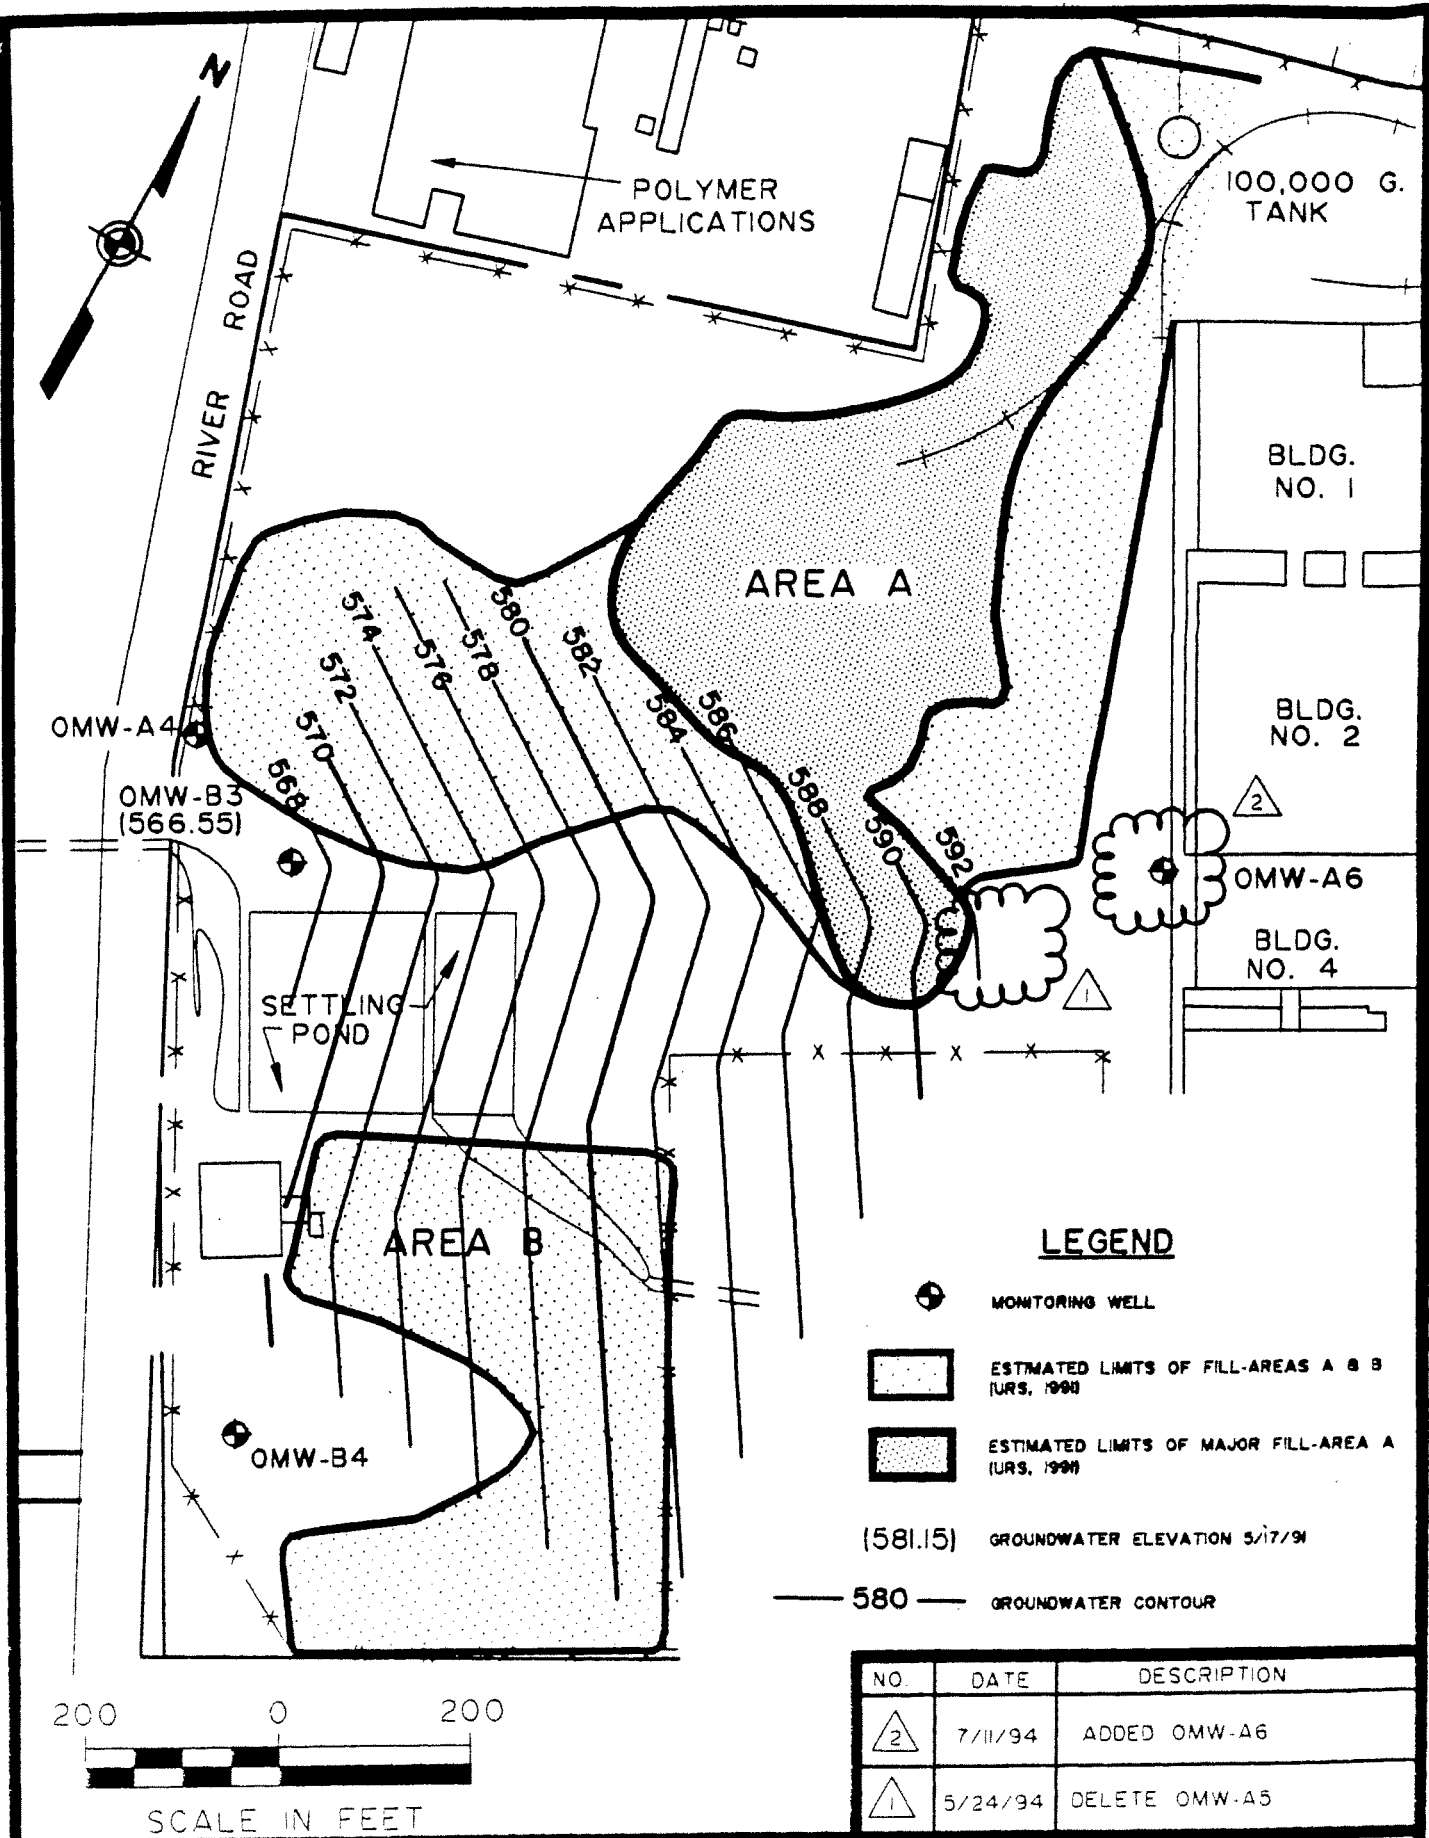 N
POLYMER
APPLICATIONS
100,000 G.
TANK
RIVER ROAD
BLDG.
NO. 1
AREA A
574
576
578
580
582
572
570
568
584
586
588
590
592
BLDG.
NO. 2
OMW-A4
OMW-B3
(566.55)
2
OMW-A6
BLDG.
NO. 4
1
SETTLING
POND
AREA B
OMW-B4
LEGEND
MONITORING WELL
ESTIMATED LIMITS OF FILL-AREAS A & B
(URS,
ESTIMATED LIMITS OF MAJOR FILL-AREA A
(URS,
(581.15) GROUNDWATER ELEVATION 5/17/91
580 GROUNDWATER CONTOUR
NO. DATE DESCRIPTION
2 7/11/94 ADDED OMW-A6
1 5/24/94 DELETE OMW-A5
200 0 200
SCALE IN FEET